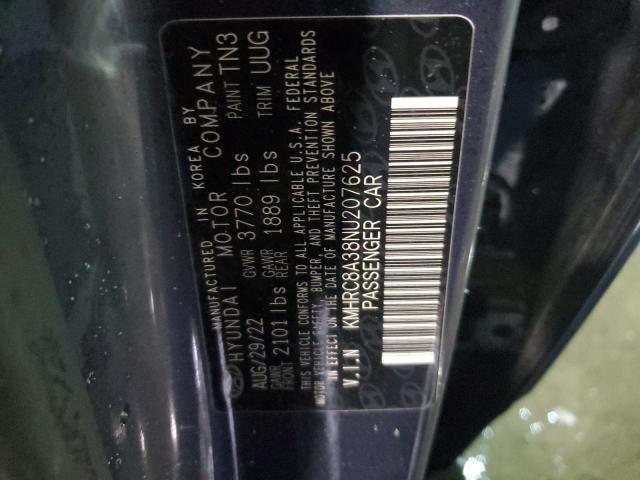 MANUFACTURED IN KOREA BY
HYUNDAI MOTOR COMPANY
AUG/29/22 GVWR 3770 lbs PAINT TN3
GAWR FRONT 2101lbs GAWR REAR 1889 lbs TRIM UUG
THIS VEHICLE CONFORMS TO ALL APPLICABLE U.S.A. FEDERAL
MOTOR VEHICLE SAFETY, BUMPER, AND THEFT PREVENTION STANDARDS
IN EFFECT ON THE DATE OF MANUFACTURE SHOWN ABOVE
V.I.N KMHRC8A38NU207625
PASSENGER CAR